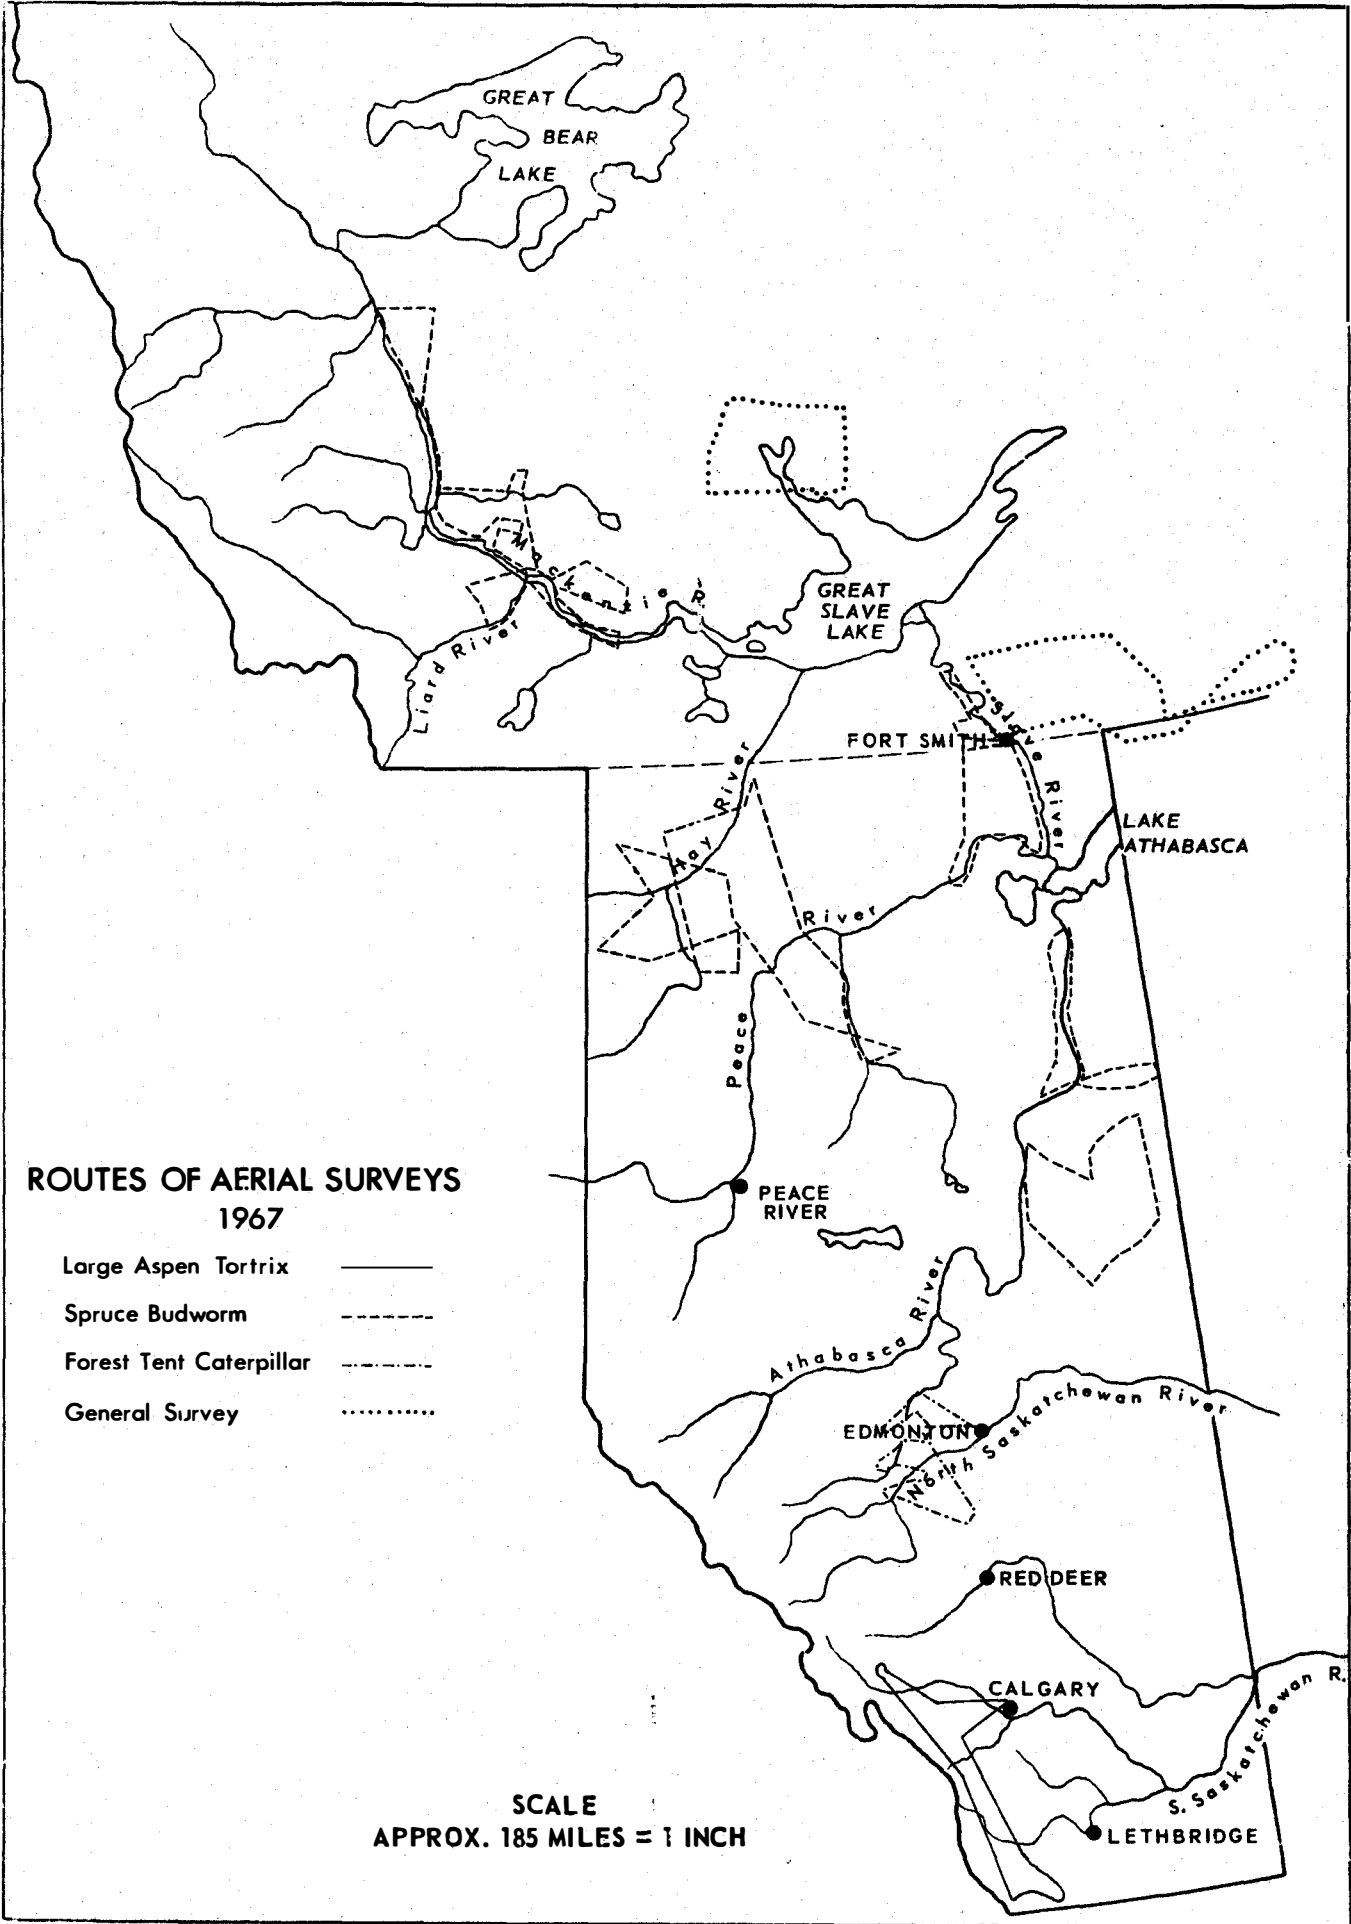 GREAT
BEAR
LAKE
Mackenzie R.
GREAT
SLAVE
LAKE
Liard River
FORT SMITH
Slave River
Hay River
LAKE
ATHABASCA
River
Peace
ROUTES OF AERIAL SURVEYS
1967
Large Aspen Tortrix
Spruce Budworm
Forest Tent Caterpillar
General Survey
PEACE
RIVER
Athabasca River
EDMONTON
North Saskatchewan River
RED DEER
CALGARY
S. Saskatchewan R.
LETHBRIDGE
SCALE
APPROX. 185 MILES = 1 INCH